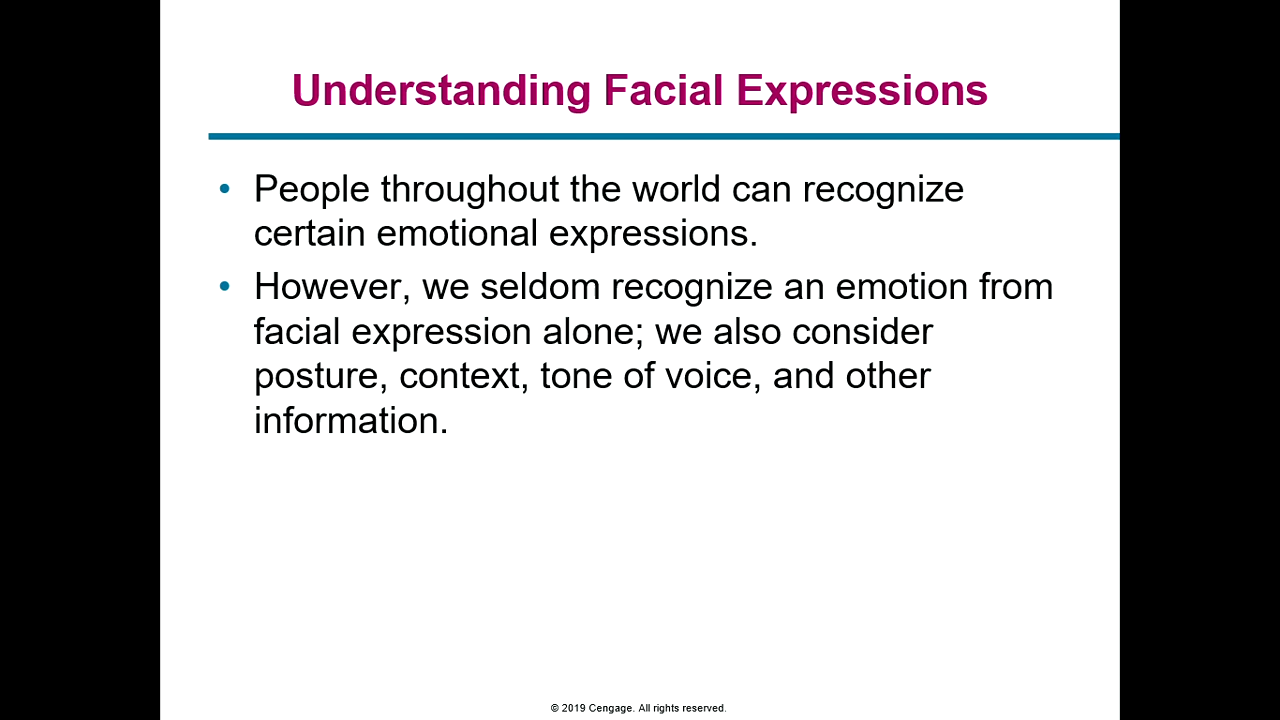 Understanding Facial Expressions
• People throughout the world can recognize
certain emotional expressions.
• However, we seldom recognize an emotion from
facial expression alone; we also consider
posture, context, tone of voice, and other
information.
© 2019 Cengage. All rights reserved.